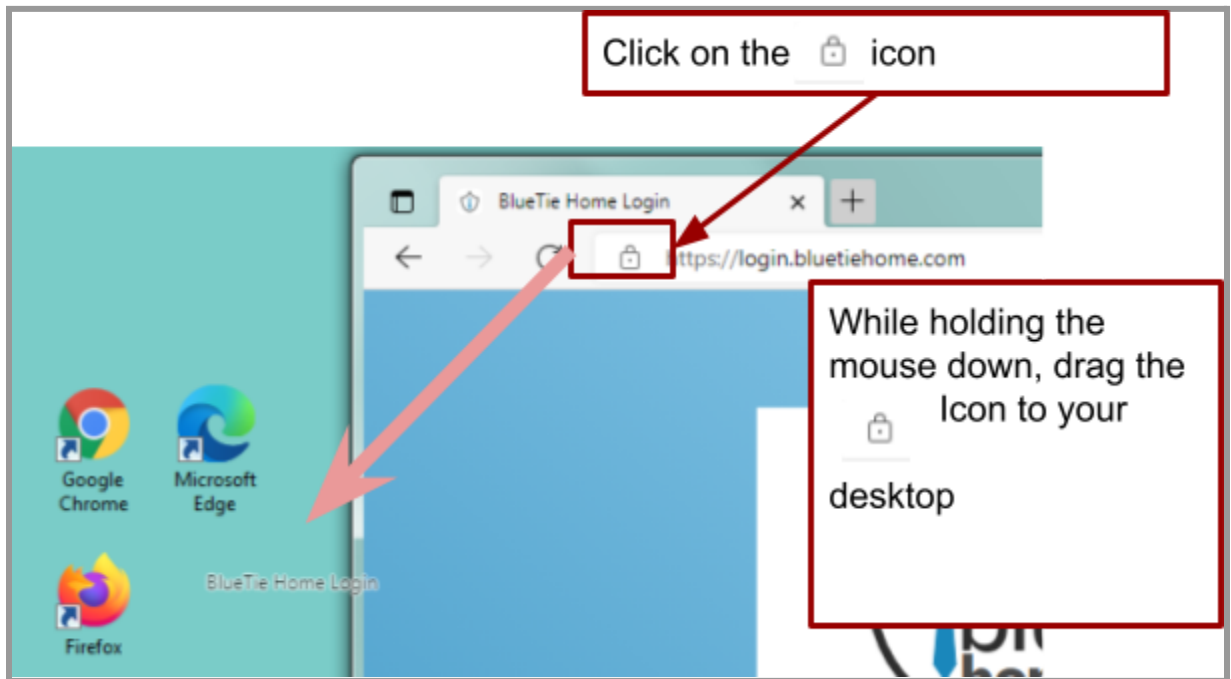 Click on the icon
BlueTie Home Login
https://login.bluetiehome.com
While holding the
mouse down, drag the
Icon to your
desktop
Google
Chrome
Microsoft
Edge
BlueTie Home Login
Firefox